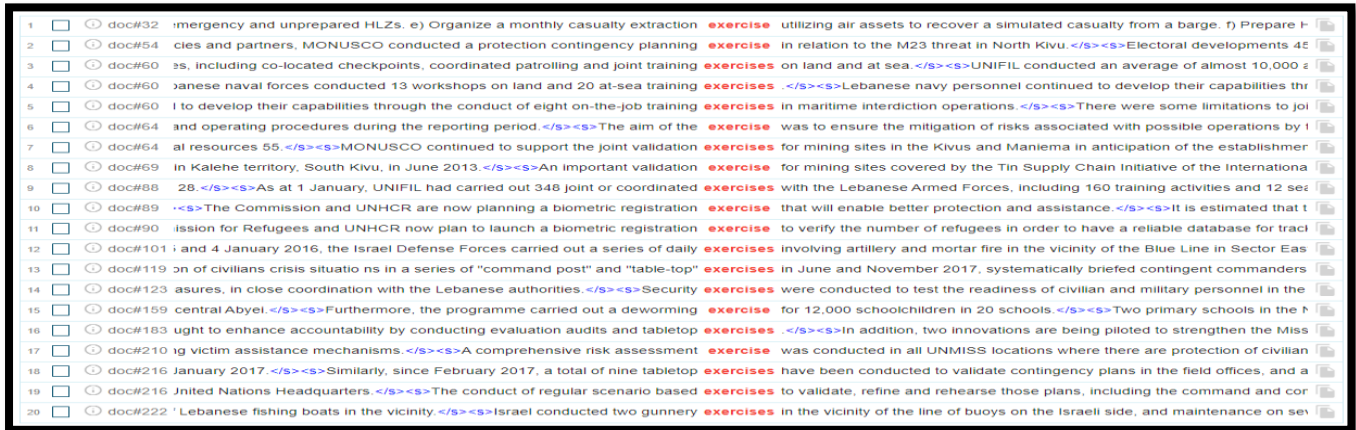 1 doc#32 emergency and unprepared HLZs. e) Organize a monthly casualty extraction exercise utilizing air assets to recover a simulated casualty from a barge. f) Prepare
2 doc#54 cies and partners, MONUSCO conducted a protection contingency planning exercise in relation to the M23 threat in North Kivu.</s><s>Electoral developments 45
3 doc#60 es, including co-located checkpoints, coordinated patrolling and joint training exercises on land and at sea.</s><s>UNIFIL conducted an average of almost 10,000
4 doc#60 banese naval forces conducted 13 workshops on land and 20 at-sea training exercises .</s><s>Lebanese navy personnel continued to develop their capabilities thr
5 doc#60 l to develop their capabilities through the conduct of eight on-the-job training exercises in maritime interdiction operations.</s><s>There were some limitations to joi
6 doc#64 and operating procedures during the reporting period.</s><s>The aim of the exercise was to ensure the mitigation of risks associated with possible operations by
7 doc#64 al resources 55.</s><s>MONUSCO continued to support the joint validation exercises for mining sites in the Kivus and Maniema in anticipation of the establishmer
8 doc#69 in Kalehe territory, South Kivu, in June 2013.</s><s>An important validation exercise for mining sites covered by the Tin Supply Chain Initiative of the Internationa
9 doc#88 28.</s><s>As at 1 January, UNIFIL had carried out 348 joint or coordinated exercises with the Lebanese Armed Forces, including 160 training activities and 12 sea
10 doc#89 <s>The Commission and UNHCR are now planning a biometric registration exercise that will enable better protection and assistance.</s><s>It is estimated that t
11 doc#90 ission for Refugees and UNHCR now plan to launch a biometric registration exercise to verify the number of refugees in order to have a reliable database for tracl
12 doc#101 and 4 January 2016, the Israel Defense Forces carried out a series of daily exercises involving artillery and mortar fire in the vicinity of the Blue Line in Sector Eas
13 doc#119 on of civilians crisis situatio ns in a series of "command post" and "table-top" exercises in June and November 2017, systematically briefed contingent commanders
14 doc#123 asures, in close coordination with the Lebanese authorities.</s><s>Security exercises were conducted to test the readiness of civilian and military personnel in the
15 doc#159 central Abyei.</s><s>Furthermore, the programme carried out a deworming exercise for 12,000 schoolchildren in 20 schools.</s><s>Two primary schools in the
16 doc#183 ught to enhance accountability by conducting evaluation audits and tabletop exercises .</s><s>In addition, two innovations are being piloted to strengthen the Miss
17 doc#210 ng victim assistance mechanisms.</s><s>A comprehensive risk assessment exercise was conducted in all UNMISS locations where there are protection of civilian
18 doc#216 January 2017.</s><s>Similarly, since February 2017, a total of nine tabletop exercises have been conducted to validate contingency plans in the field offices, and a
19 doc#216 United Nations Headquarters.</s><s>The conduct of regular scenario based exercises to validate, refine and rehearse those plans, including the command and cor
20 doc#222 ' Lebanese fishing boats in the vicinity.</s><s>Israel conducted two gunnery exercises in the vicinity of the line of buoys on the Israeli side, and maintenance on sev